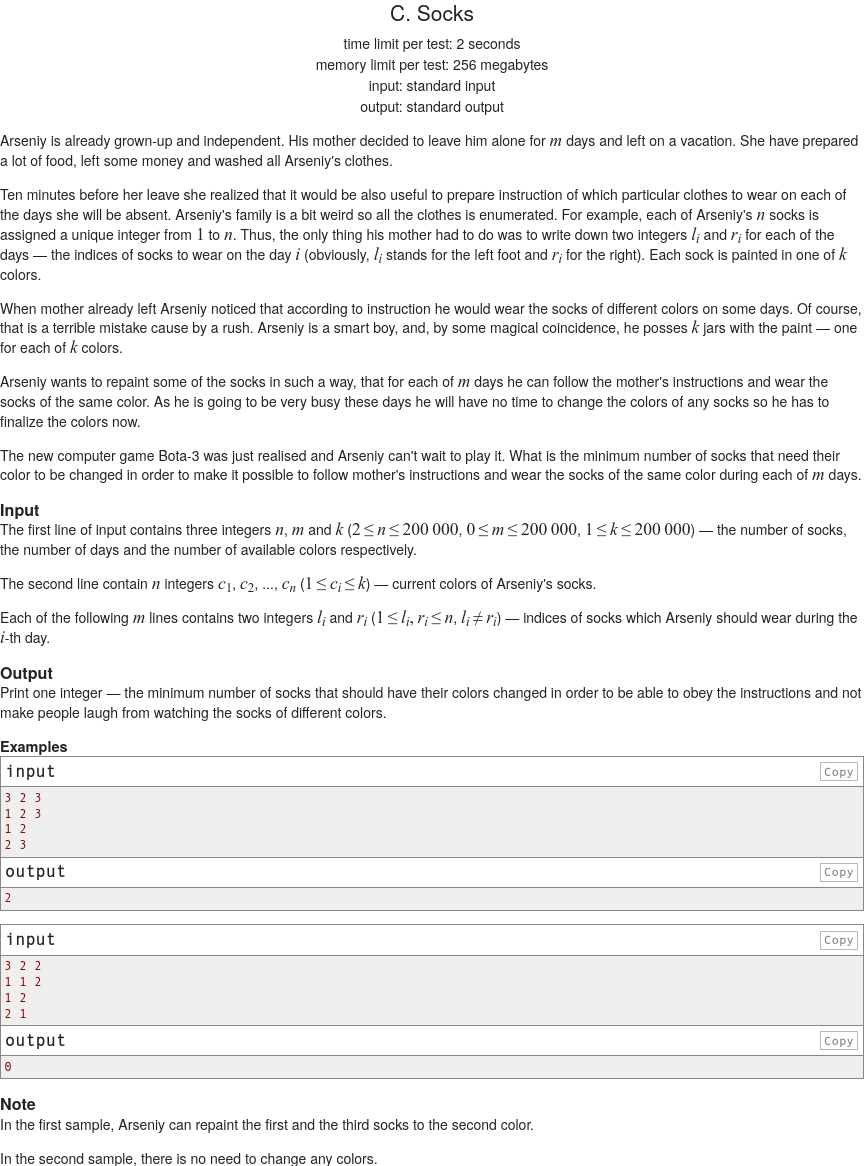 C. Socks
time limit per test: 2 seconds
memory limit per test: 256 megabytes
input: standard input
output: standard output
Arseniy is already grown-up and independent. His mother decided to leave him alone for m days and left on a vacation. She have prepared
a lot of food, left some money and washed all Arseniy's clothes.
Ten minutes before her leave she realized that it would be also useful to prepare instruction of which particular clothes to wear on each of
the days she will be absent. Arseniy's family is a bit weird so all the clothes is enumerated. For example, each of Arseniy's n socks is
assigned a unique integer from 1 to n. Thus, the only thing his mother had to do was to write down two integers l_i and r_i for each of the
days — the indices of socks to wear on the day i (obviously, l_i stands for the left foot and r_i for the right). Each sock is painted in one of k
colors.
When mother already left Arseniy noticed that according to instruction he would wear the socks of different colors on some days. Of course,
that is a terrible mistake cause by a rush. Arseniy is a smart boy, and, by some magical coincidence, he posses k jars with the paint — one
for each of k colors.
Arseniy wants to repaint some of the socks in such a way, that for each of m days he can follow the mother's instructions and wear the
socks of the same color. As he is going to be very busy these days he will have no time to change the colors of any socks so he has to
finalize the colors now.
The new computer game Bota-3 was just realised and Arseniy can't wait to play it. What is the minimum number of socks that need their
color to be changed in order to make it possible to follow mother's instructions and wear the socks of the same color during each of m days.
Input
The first line of input contains three integers n, m and k (2 ≤ n ≤ 200 000, 0 ≤ m ≤ 200 000, 1 ≤ k ≤ 200 000) — the number of socks,
the number of days and the number of available colors respectively.
The second line contain n integers c_1, c_2, ..., c_n (1 ≤ c_i ≤ k) — current colors of Arseniy's socks.
Each of the following m lines contains two integers l_i and r_i (1 ≤ l_i, r_i ≤ n, l_i ≠ r_i) — indices of socks which Arseniy should wear during the
i-th day.
Output
Print one integer — the minimum number of socks that should have their colors changed in order to be able to obey the instructions and not
make people laugh from watching the socks of different colors.
Examples
input Copy
3 2 3
1 2 3
1 2
2 3
output Copy
2
input Copy
3 2 2
1 1 2
1 2
2 1
output Copy
0
Note
In the first sample, Arseniy can repaint the first and the third socks to the second color.
In the second sample, there is no need to change any colors.